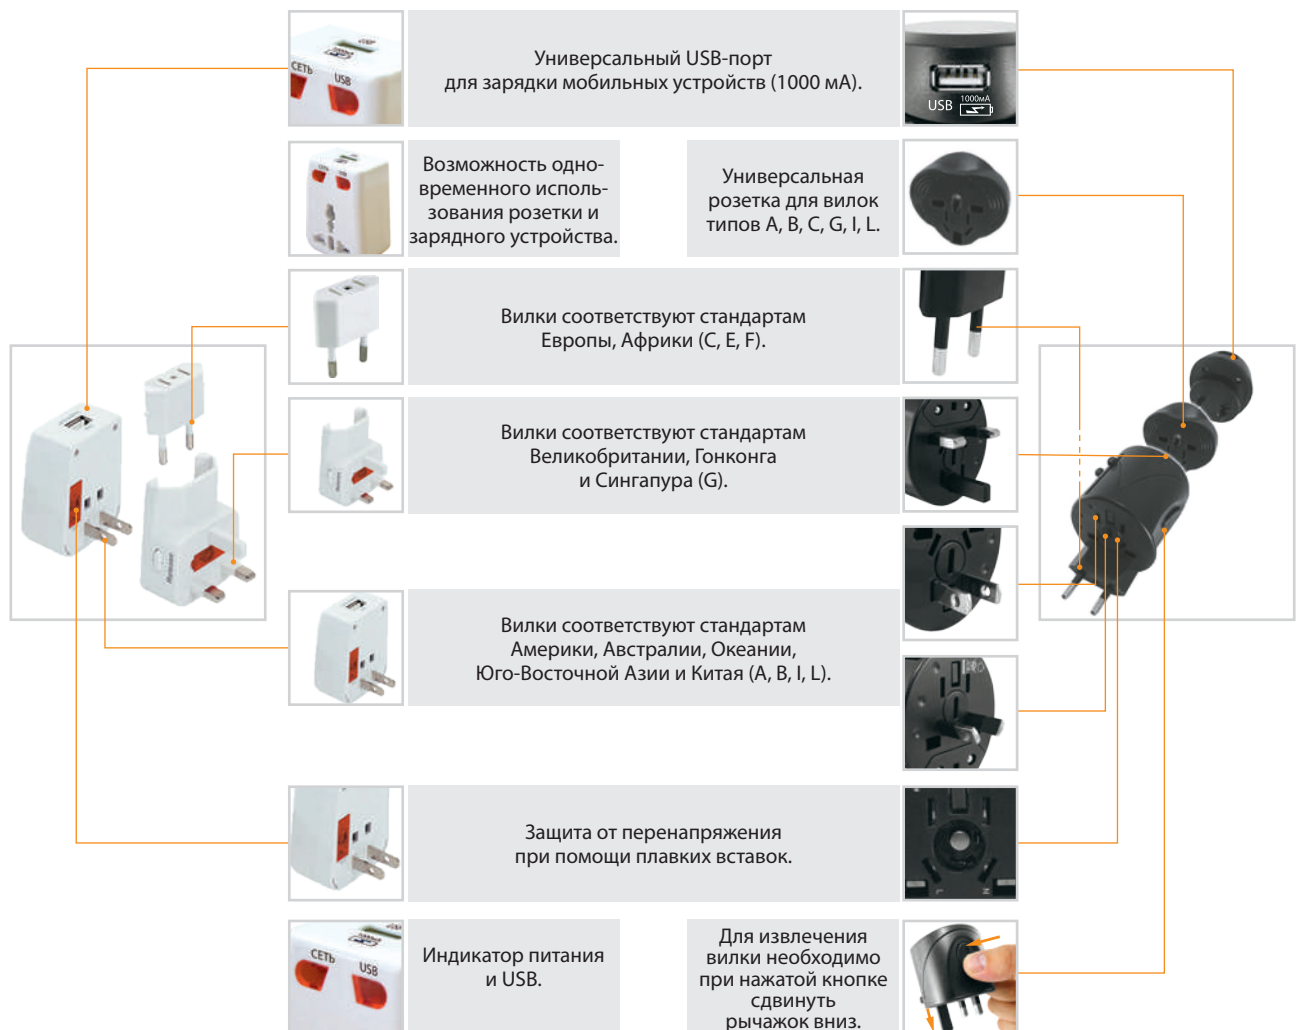 СЕТЬ USB
Универсальный USB-порт
для зарядки мобильных устройств (1000 мА).
1000мА
USB
Возможность одно-
временного исполь-
зования розетки и
зарядного устройства.
Универсальная
розетка для вилок
типов A, B, C, G, I, L.
Вилки соответствуют стандартам
Европы, Африки (C, E, F).
Вилки соответствуют стандартам
Великобритании, Гонконга
и Сингапура (G).
Вилки соответствуют стандартам
Америки, Австралии, Океании,
Юго-Восточной Азии и Китая (A, B, I, L).
Защита от перенапряжения
при помощи плавких вставок.
L N
СЕТЬ USB
Индикатор питания
и USB.
Для извлечения
вилки необходимо
при нажатой кнопке
сдвинуть
рычажок вниз.